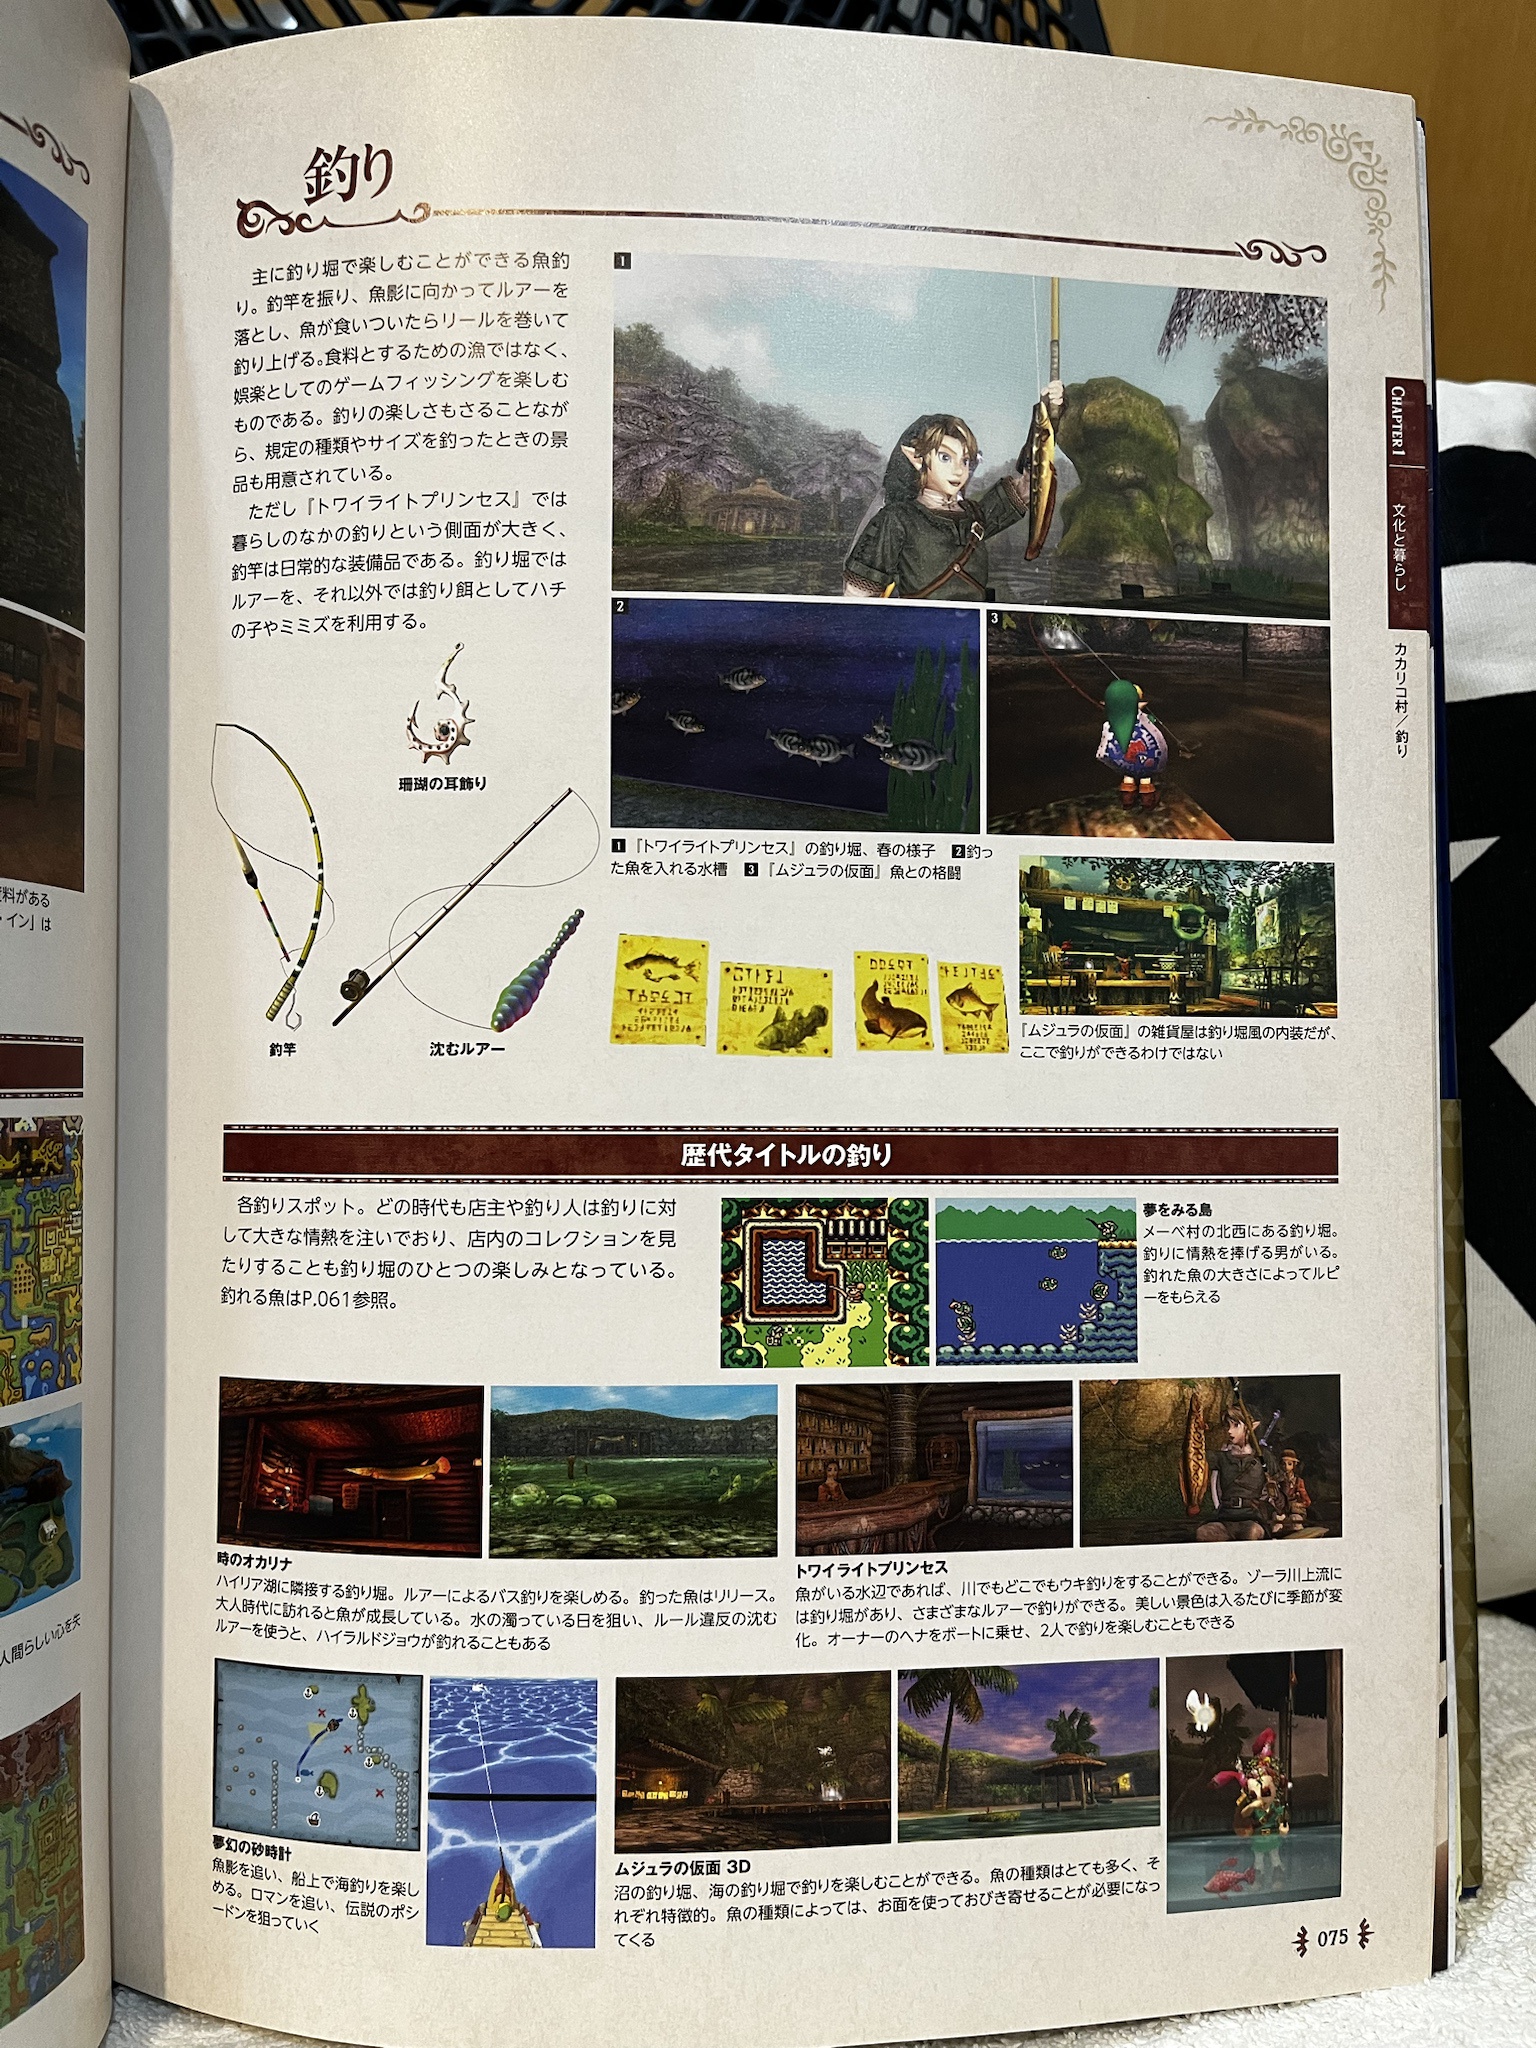 釣り
主に釣り堀で楽しむことができる魚釣
り。釣竿を振り、魚影に向かってルアーを
落とし、魚が食いついたらリールを巻いて
釣り上げる。食料とするための漁ではなく、
娯楽としてのゲームフィッシングを楽しむ
ものである。釣りの楽しさもさることなが
ら、規定の種類やサイズを釣ったときの景
品も用意されている。
ただし『トワイライトプリンセス』では
暮らしのなかの釣りという側面が大きく、
釣竿は日常的な装備品である。釣り堀では
ルアーを、それ以外では釣り餌としてハチ
の子やミミズを利用する。
珊瑚の耳飾り
釣竿
沈むルアー
1
2
3
1『トワイライトプリンセス』の釣り堀、春の様子 2釣っ
た魚を入れる水槽 3『ムジュラの仮面』魚との格闘
『ムジュラの仮面』の雑貨屋は釣り堀風の内装だが、
ここで釣りができるわけではない
CHAPTER1
文化と暮らし
カカリコ村／釣り
歴代タイトルの釣り
各釣りスポット。どの時代も店主や釣り人は釣りに対
して大きな情熱を注いでおり、店内のコレクションを見
たりすることも釣り堀のひとつの楽しみとなっている。
釣れる魚はP.061参照。
夢をみる島
メーベ村の北西にある釣り堀。
釣りに情熱を捧げる男がいる。
釣れた魚の大きさによってルピ
ーをもらえる
時のオカリナ
ハイリア湖に隣接する釣り堀。ルアーによるバス釣りを楽しめる。釣った魚はリリース。
大人時代に訪れると魚が成長している。水の濁っている日を狙い、ルール違反の沈む
ルアーを使うと、ハイラルドジョウが釣れることもある
トワイライトプリンセス
魚がいる水辺であれば、川でもどこでもウキ釣りをすることができる。ゾーラ川上流に
は釣り堀があり、さまざまなルアーで釣りができる。美しい景色は入るたびに季節が変
化。オーナーのヘナをボートに乗せ、2人で釣りを楽しむこともできる
夢幻の砂時計
魚影を追い、船上で海釣りを楽し
める。ロマンを追い、伝説のポシ
ードンを狙っていく
ムジュラの仮面 3D
沼の釣り堀、海の釣り堀で釣りを楽しむことができる。魚の種類はとても多く、そ
れぞれ特徴的。魚の種類によっては、お面を使っておびき寄せることが必要になっ
てくる
075
料がある
・イン」は
人間らしい心を失